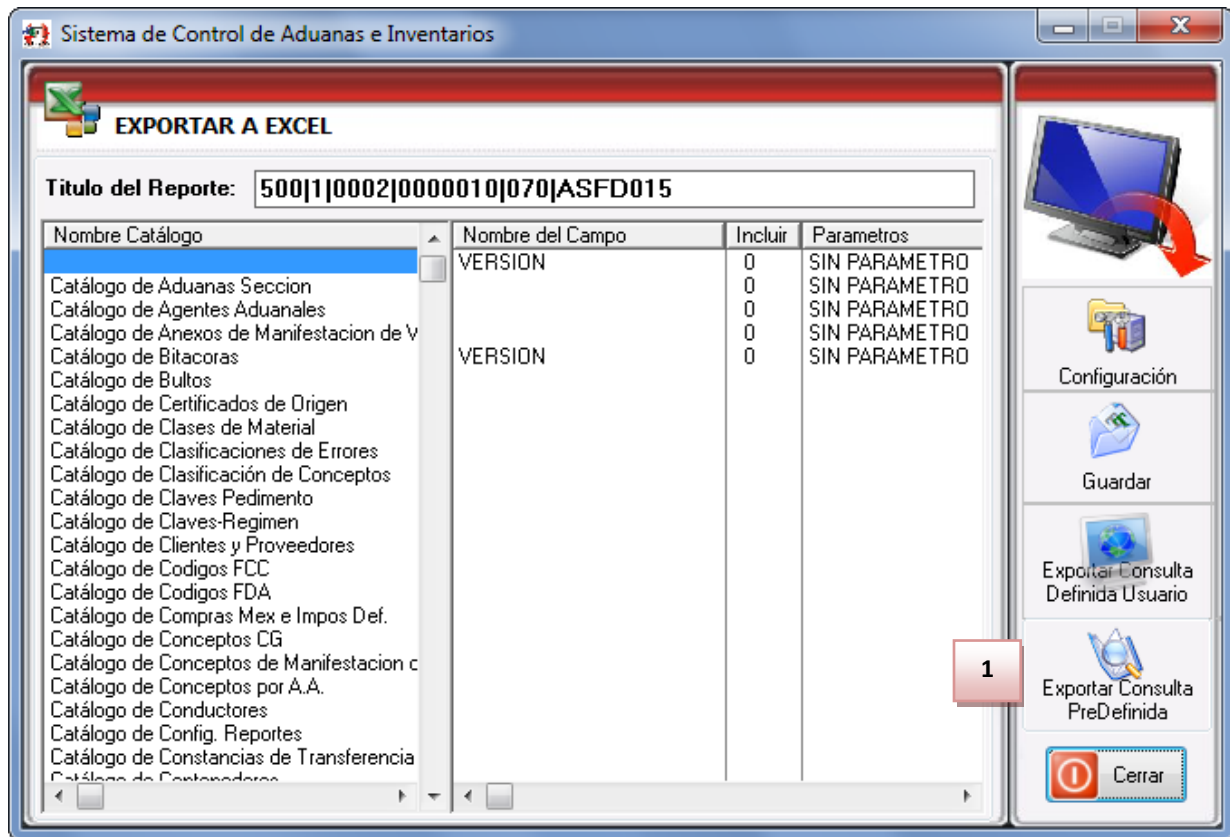 Sistema de Control de Aduanas e Inventarios
EXPORTAR A EXCEL
Titulo del Reporte: 500|1|0002|0000010|070|ASFD015
Nombre Catálogo
Catálogo de Aduanas Seccion
Catálogo de Agentes Aduanales
Catálogo de Anexos de Manifestacion de V
Catálogo de Bitacoras
Catálogo de Bultos
Catálogo de Certificados de Origen
Catálogo de Clases de Material
Catálogo de Clasificaciones de Errores
Catálogo de Clasificación de Conceptos
Catálogo de Claves Pedimento
Catálogo de Claves-Regimen
Catálogo de Clientes y Proveedores
Catálogo de Codigos FCC
Catálogo de Codigos FDA
Catálogo de Compras Mex e Impos Def.
Catálogo de Conceptos CG
Catálogo de Conceptos de Manifestacion c
Catálogo de Conceptos por A.A.
Catálogo de Conductores
Catálogo de Config. Reportes
Catálogo de Constancias de Transferencia
Catálogo de Contenedores
Nombre del Campo Incluir Parametros
VERSION 0 SIN PARAMETRO
0 SIN PARAMETRO
0 SIN PARAMETRO
0 SIN PARAMETRO
VERSION 0 SIN PARAMETRO
Configuración
Guardar
Exportar Consulta
Definida Usuario
1
Exportar Consulta
PreDefinida
Cerrar